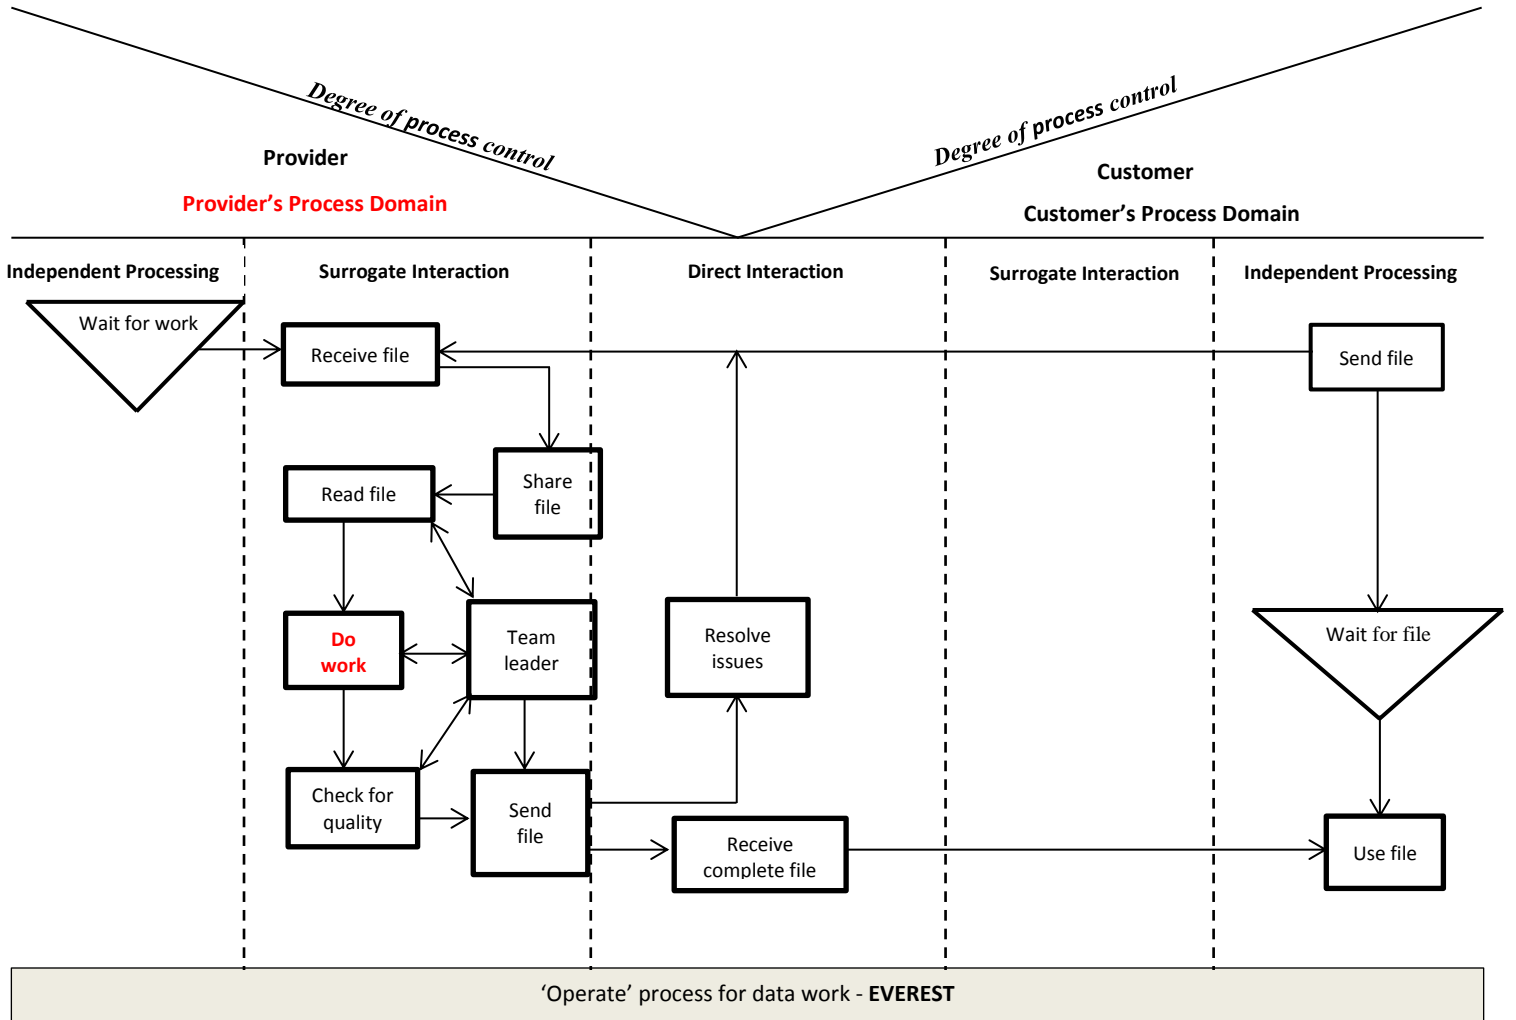 Degree of process control
Degree of process control
Provider
Customer
Provider’s Process Domain
Customer’s Process Domain
Independent Processing
Surrogate Interaction
Direct Interaction
Surrogate Interaction
Independent Processing
Wait for work
Receive file
Send file
Read file
Share
file
Do
work
Team
leader
Resolve
issues
Wait for file
Check for
quality
Send
file
Receive
complete file
Use file
‘Operate’ process for data work - EVEREST